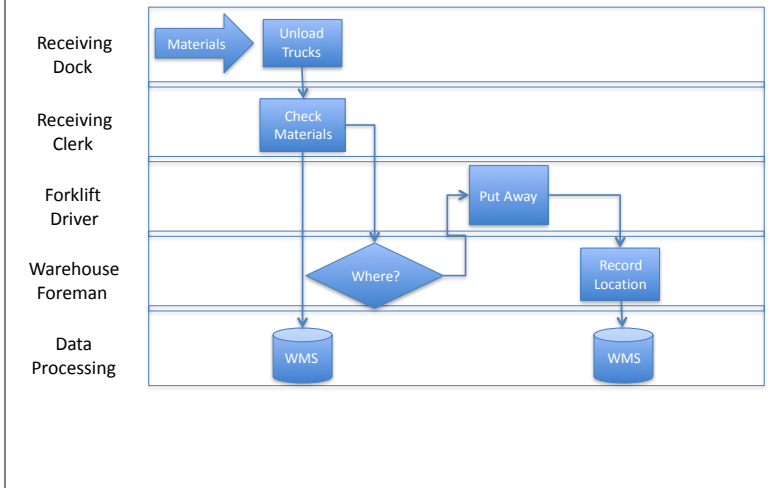 Receiving
Dock
Materials
Unload
Trucks
Receiving
Clerk
Check
Materials
Forklift
Driver
Put Away
Warehouse
Foreman
Where?
Record
Location
Data
Processing
WMS
WMS